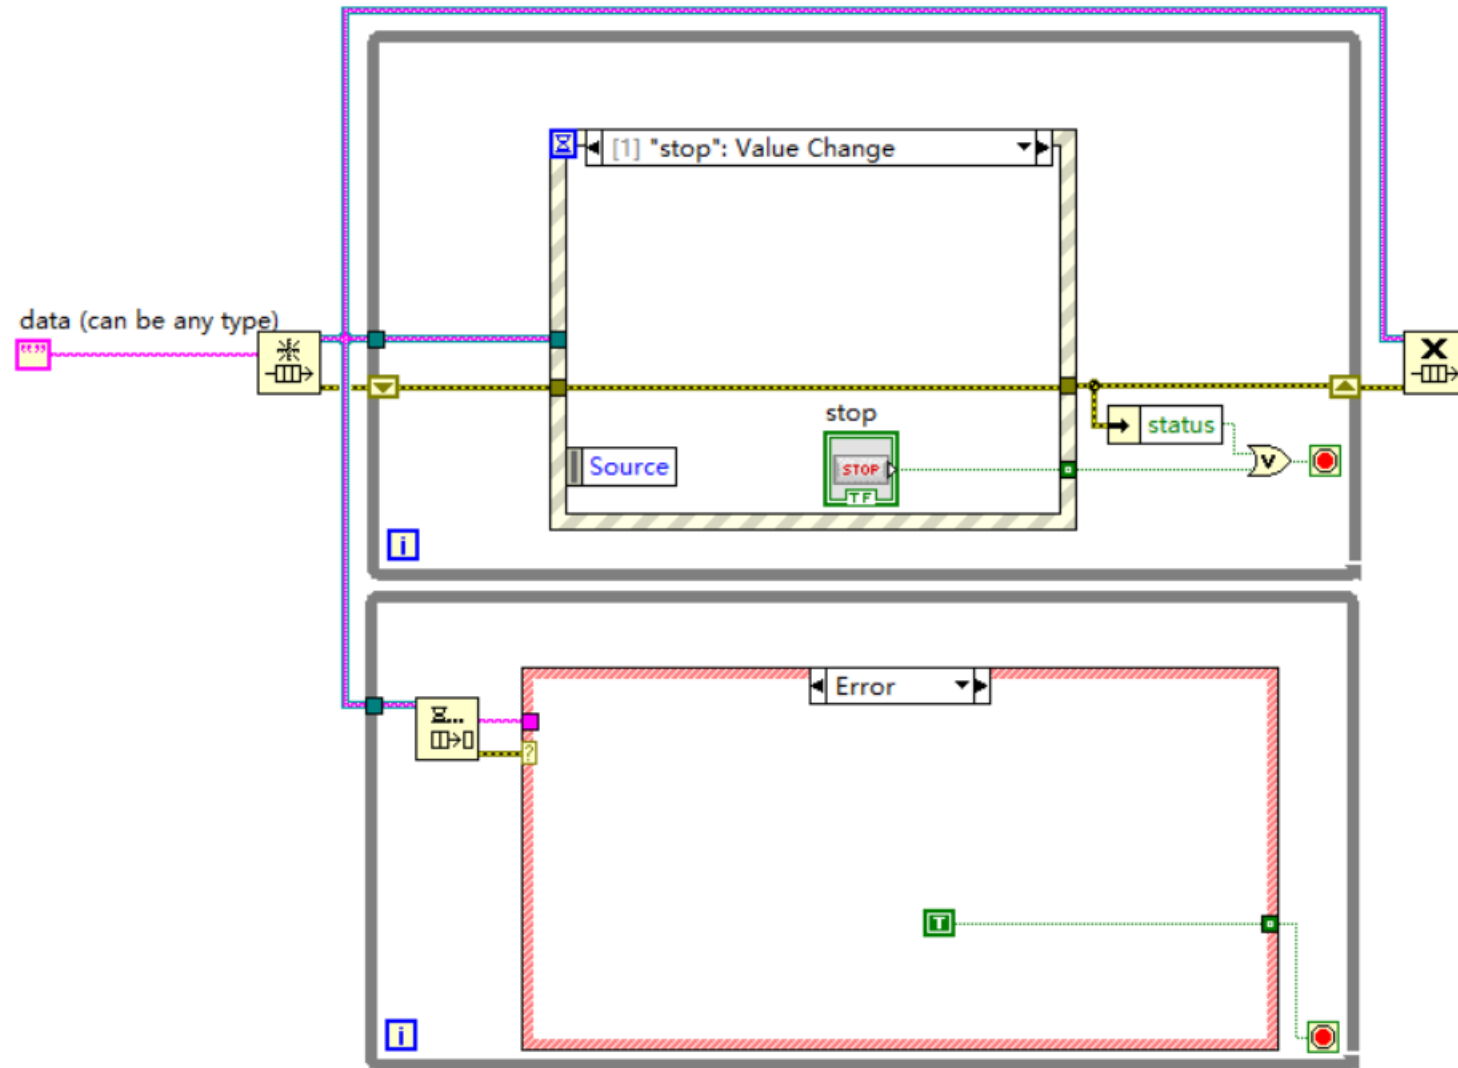 [1] "stop": Value Change
data (can be any type)
stop
status
STOP
V
Source
TF
i
Error
?
T
i